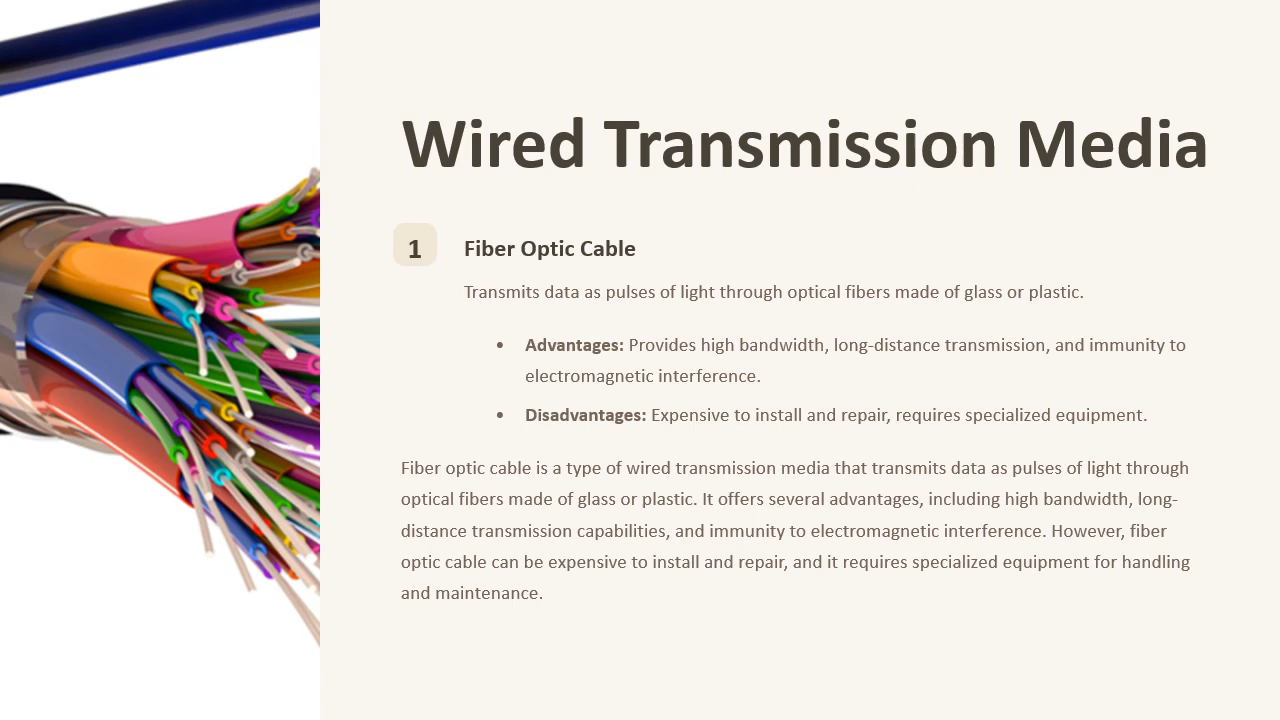 Wired Transmission Media
1
Fiber Optic Cable
Transmits data as pulses of light through optical fibers made of glass or plastic.
• Advantages: Provides high bandwidth, long-distance transmission, and immunity to
electromagnetic interference.
• Disadvantages: Expensive to install and repair, requires specialized equipment.
Fiber optic cable is a type of wired transmission media that transmits data as pulses of light through
optical fibers made of glass or plastic. It offers several advantages, including high bandwidth, long-
distance transmission capabilities, and immunity to electromagnetic interference. However, fiber
optic cable can be expensive to install and repair, and it requires specialized equipment for handling
and maintenance.